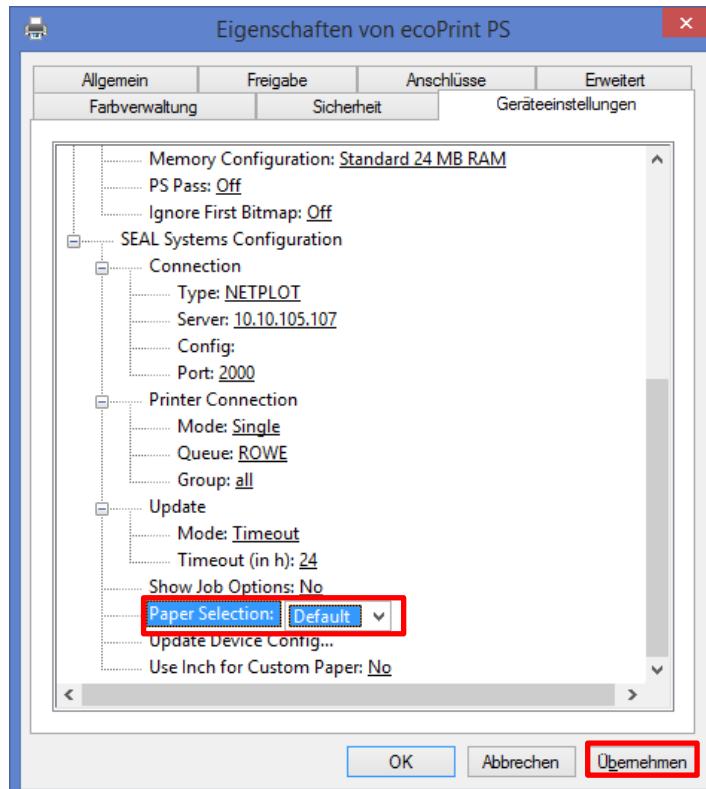 Eigenschaften von ecoPrint PS
Allgemein Freigabe Anschlüsse Erweitert
Farbverwaltung Sicherheit Geräteeinstellungen
Memory Configuration: Standard 24 MB RAM
PS Pass: Off
Ignore First Bitmap: Off
SEAL Systems Configuration
Connection
Type: NETPLOT
Server: 10.10.105.107
Config:
Port: 2000
Printer Connection
Mode: Single
Queue: ROWE
Group: all
Update
Mode: Timeout
Timeout (in h): 24
Show Job Options: No
Paper Selection: Default
Update Device Config...
Use Inch for Custom Paper: No
OK Abbrechen Übernehmen